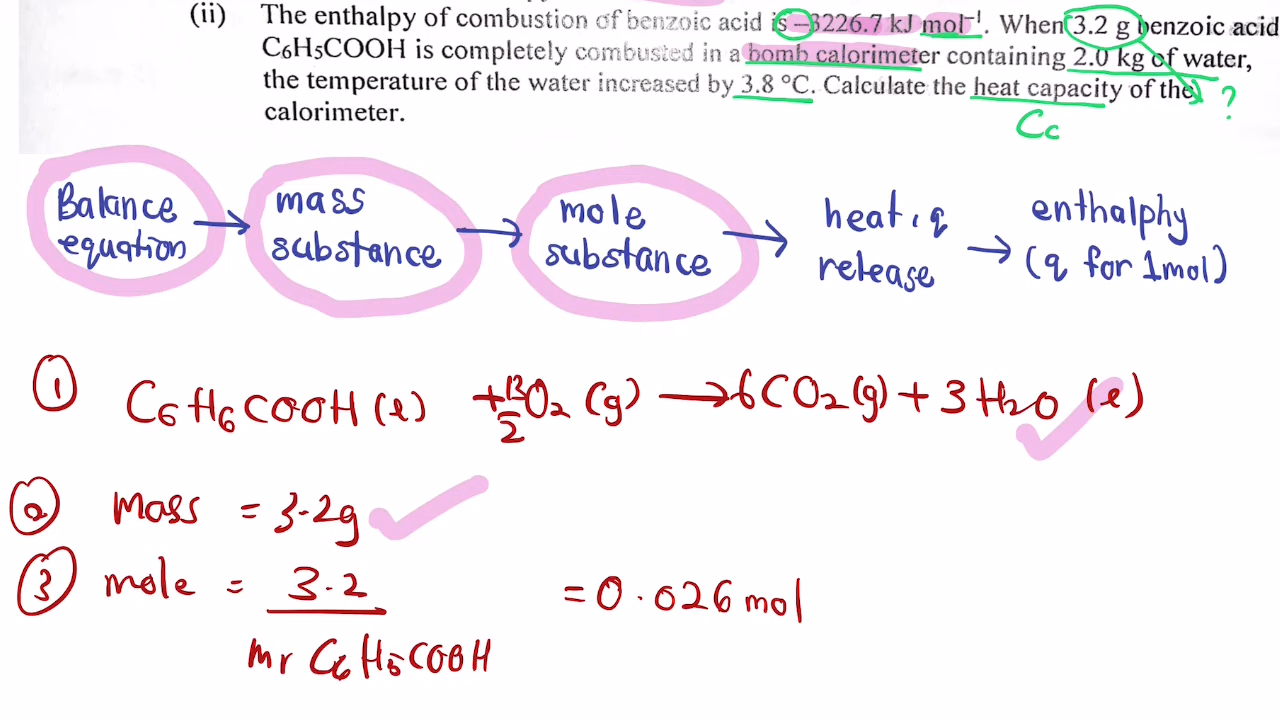 (ii) The enthalpy of combustion of benzoic acid is –3226.7 kJ mol⁻¹. When 3.2 g benzoic acid
C6H5COOH is completely combusted in a bomb calorimeter containing 2.0 kg of water,
the temperature of the water increased by 3.8 °C. Calculate the heat capacity of the ?
calorimeter. Cc
Balance equation → mass substance → mole substance → heat, q release → enthalphy (q for 1mol)
① C6H6COOH (l) + 13/2 O2 (g) → 6CO2(g) + 3H2O (l)
② mass = 3.2g
③ mole = 3.2 / mr C6H5COOH = 0.026 mol